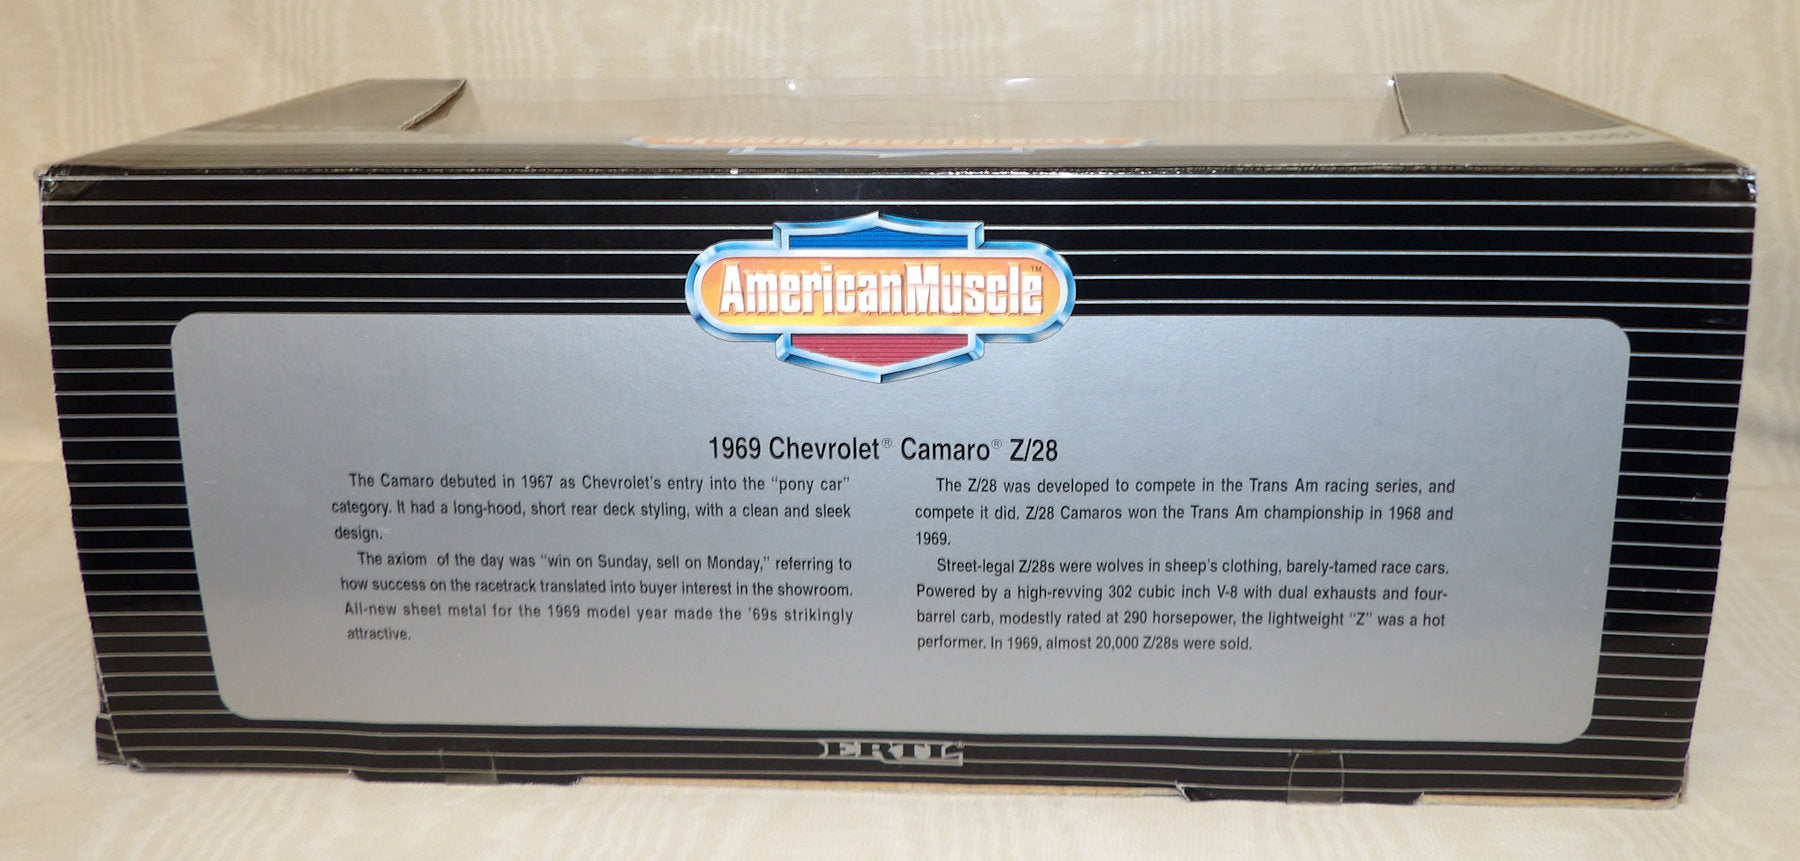 American Muscle™
1969 Chevrolet® Camaro® Z/28
The Camaro debuted in 1967 as Chevrolet's entry into the "pony car"
category. It had a long-hood, short rear deck styling, with a clean and sleek
design.
The axiom of the day was "win on Sunday, sell on Monday," referring to
how success on the racetrack translated into buyer interest in the showroom.
All-new sheet metal for the 1969 model year made the '69s strikingly
attractive.
The Z/28 was developed to compete in the Trans Am racing series, and
compete it did. Z/28 Camaros won the Trans Am championship in 1968 and
1969.
Street-legal Z/28s were wolves in sheep's clothing, barely-tamed race cars.
Powered by a high-revving 302 cubic inch V-8 with dual exhausts and four-
barrel carb, modestly rated at 290 horsepower, the lightweight "Z" was a hot
performer. In 1969, almost 20,000 Z/28s were sold.
ERTL®